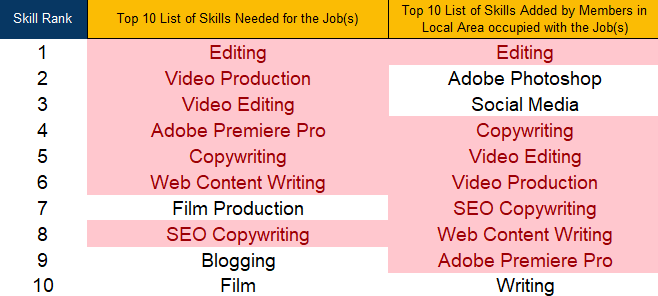 Skill Rank Top 10 List of Skills Needed for the Job(s) Top 10 List of Skills Added by Members in Local Area occupied with the Job(s)
1 Editing Editing
2 Video Production Adobe Photoshop
3 Video Editing Social Media
4 Adobe Premiere Pro Copywriting
5 Copywriting Video Editing
6 Web Content Writing Video Production
7 Film Production SEO Copywriting
8 SEO Copywriting Web Content Writing
9 Blogging Adobe Premiere Pro
10 Film Writing